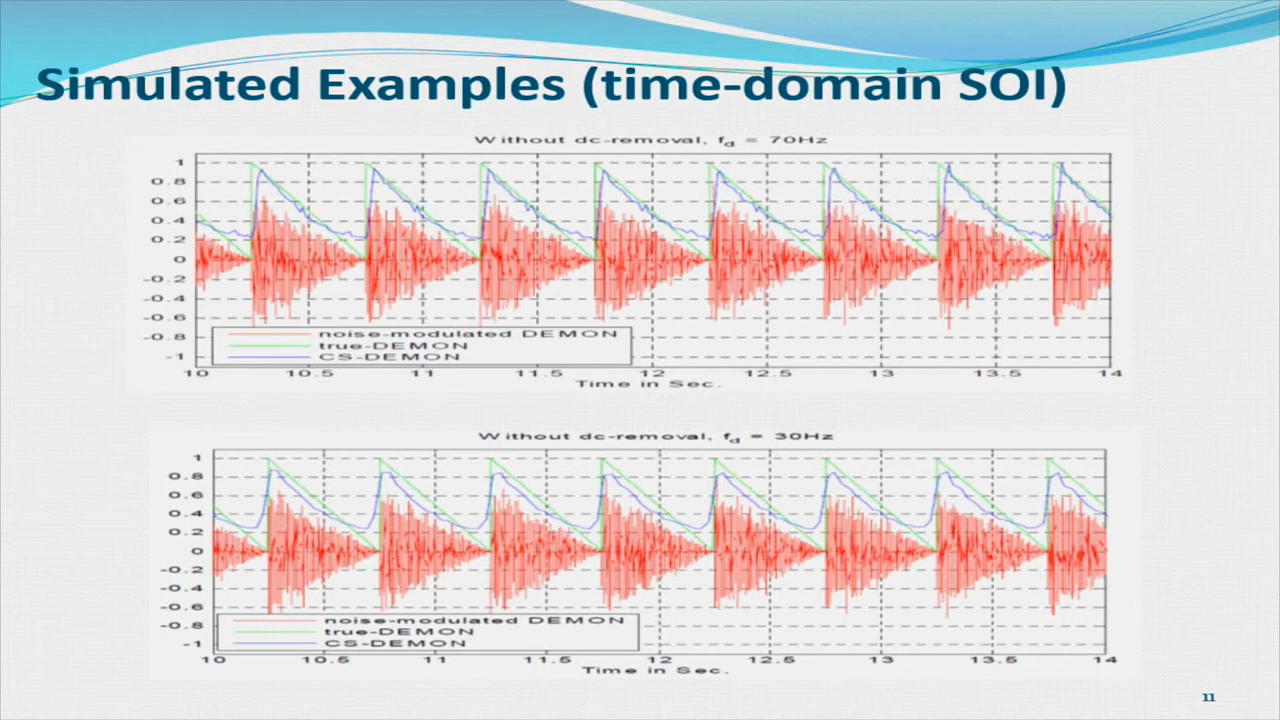 Simulated Examples (time-domain SOI)
Without dc-removal, fd = 70Hz
1
0.8
0.6
0.4
0.2
0
-0.2
-0.4
-0.6
-0.8
-1
noise-modulated DEMON
true-DEMON
CS-DEMON
10 10.5 11 11.5 12 12.5 13 13.5 14
Time in Sec.
Without dc-removal, fd = 30Hz
1
0.8
0.6
0.4
0.2
0
-0.2
-0.4
-0.6
-0.8
-1
noise-modulated DEMON
true-DEMON
CS-DEMON
10 10.5 11 11.5 12 12.5 13 13.5 14
Time in Sec.
11